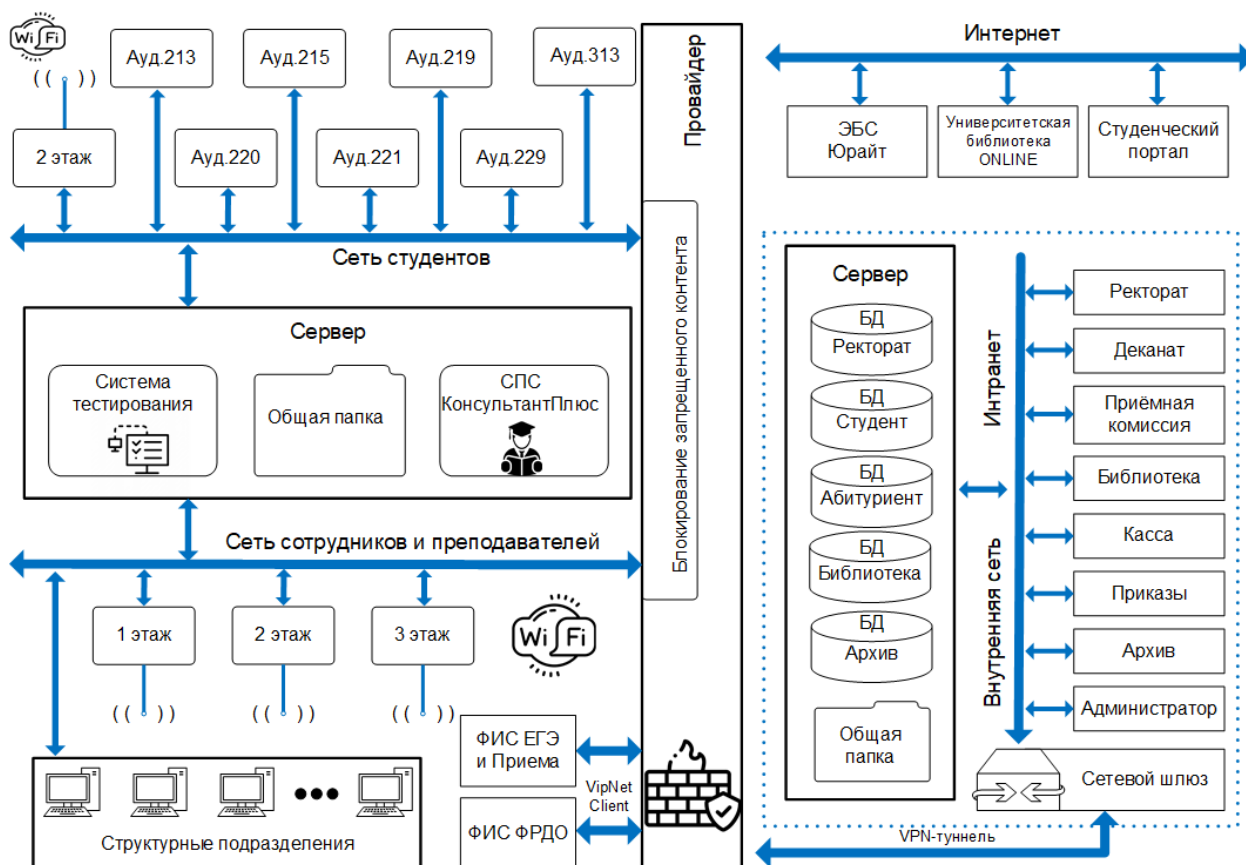 Wi Fi
Ауд.213
Ауд.215
Ауд.219
Ауд.313
2 этаж
Ауд.220
Ауд.221
Ауд.229
Сеть студентов
Сервер
Система
тестирования
Общая папка
СПС
КонсультантПлюс
Сеть сотрудников и преподавателей
1 этаж
2 этаж
3 этаж
Wi Fi
Структурные подразделения
ФИС ЕГЭ
и Приема
VipNet
Client
ФИС ФРДО
Провайдер
Блокирование запрещенного контента
Интернет
ЭБС
Юрайт
Университетская
библиотека
ONLINE
Студенческий
портал
Сервер
БД
Ректорат
БД
Студент
БД
Абитуриент
БД
Библиотека
БД
Архив
Общая
папка
Интранет
Внутренняя сеть
Ректорат
Деканат
Приёмная
комиссия
Библиотека
Касса
Приказы
Архив
Администратор
Сетевой шлюз
VPN-туннель